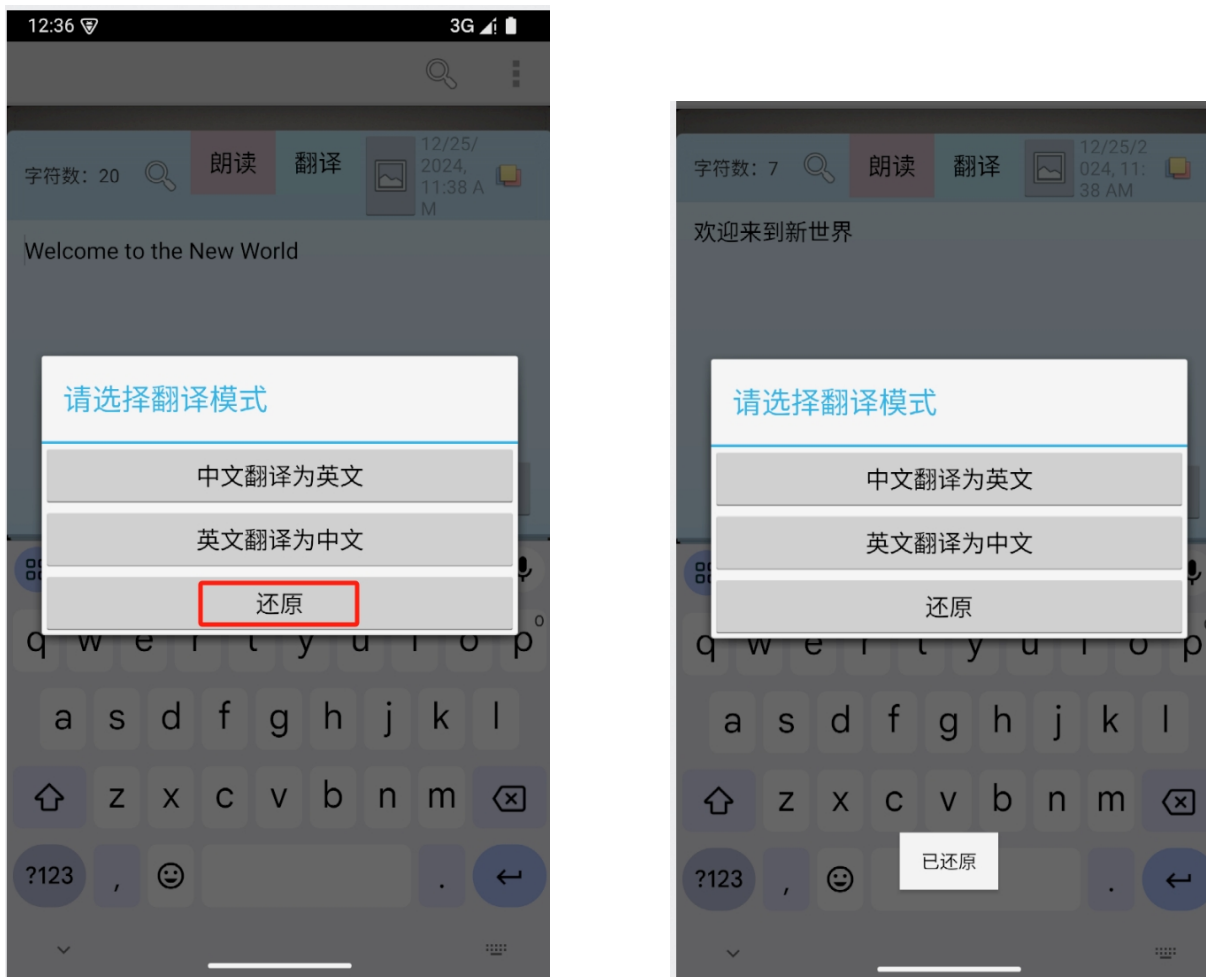 12:36
3G
字符数：20
朗读
翻译
12/25/
2024,
11:38 A
M
Welcome to the New World
请选择翻译模式
中文翻译为英文
英文翻译为中文
还原
q w e r t y u i o p
0
a s d f g h j k l
z x c v b n m
?123 , .
字符数：7
朗读
翻译
12/25/2
024, 11:
38 AM
欢迎来到新世界
请选择翻译模式
中文翻译为英文
英文翻译为中文
还原
q w e r t y u i o p
a s d f g h j k l
z x c v b n m
已还原
?123 , .